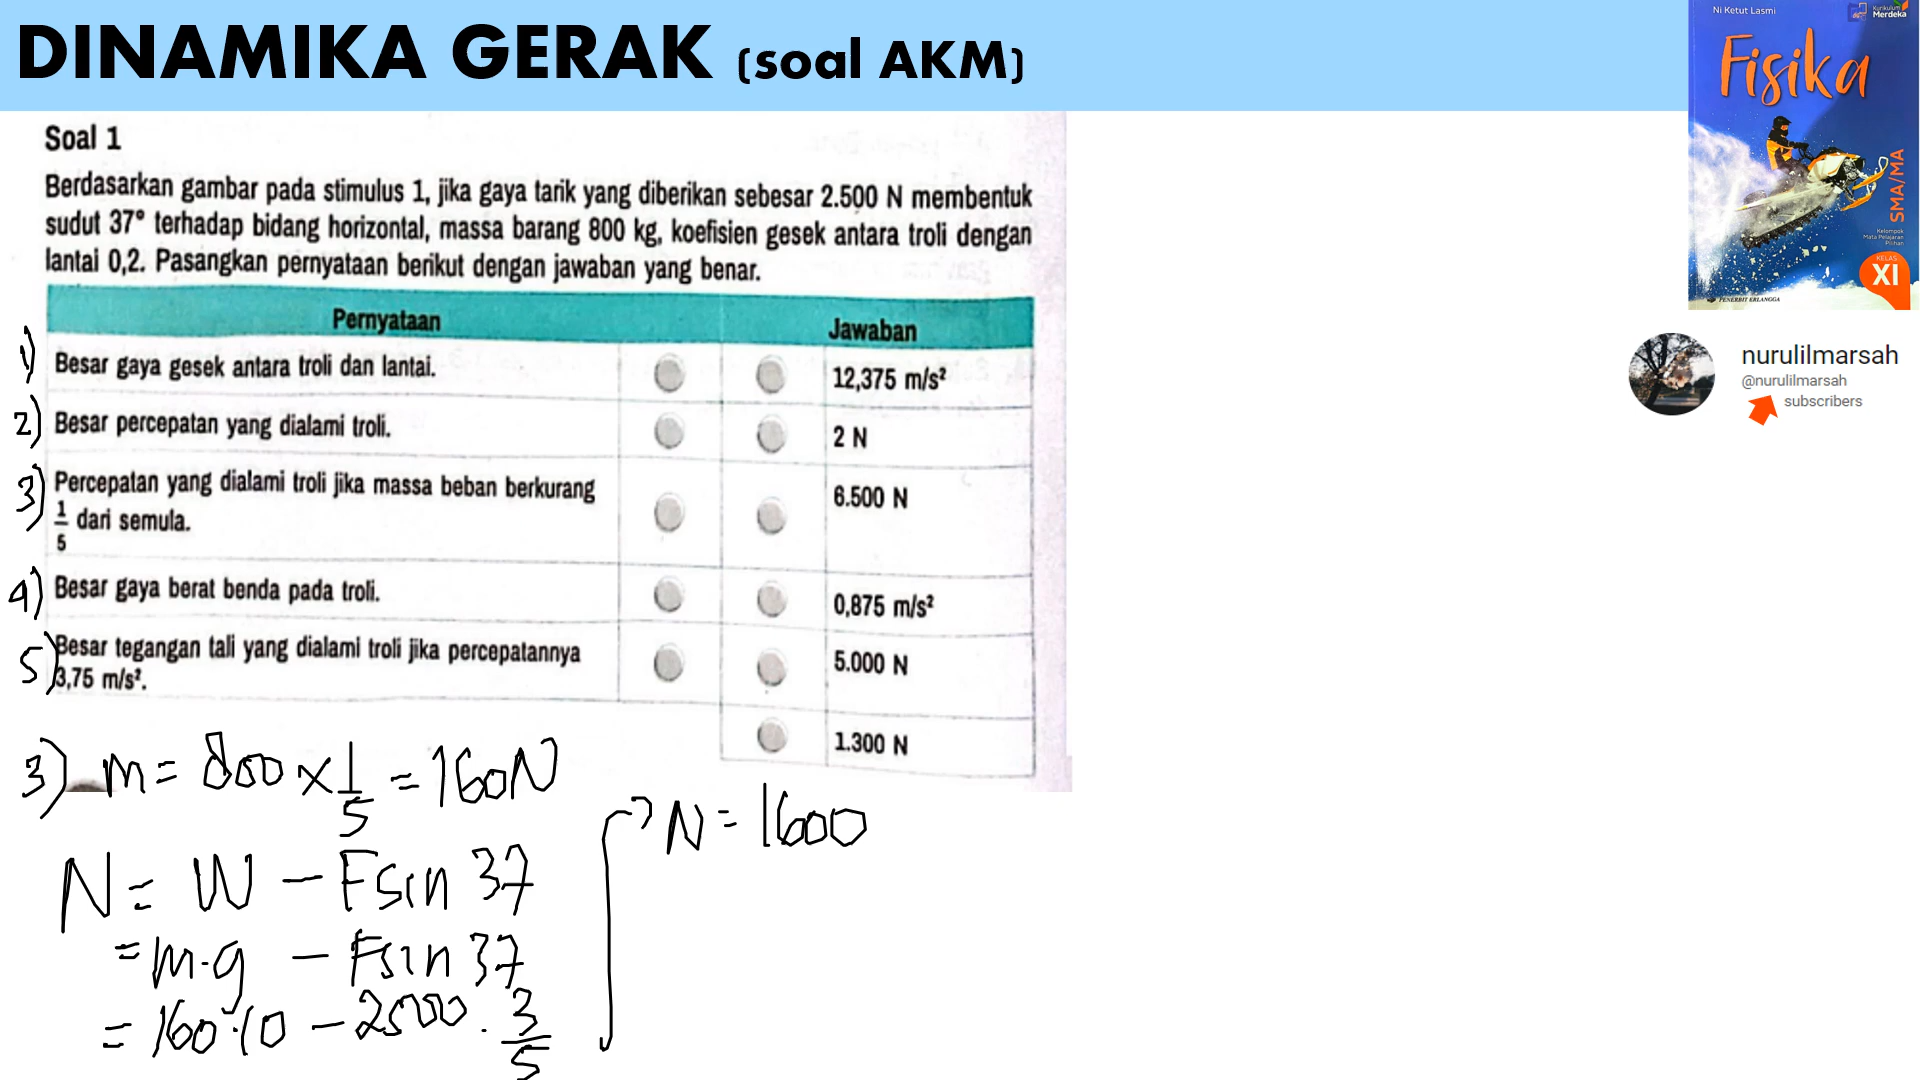 DINAMIKA GERAK (soal AKM)
Ni Ketut Lasmi
Kurikulum
Merdeka
Fisika
SMA/MA
Kelompok
Mata Pelajaran
Pilihan
KELAS
XI
PENERBIT ERLANGGA
nurulilmarsah
@nurulilmarsah
subscribers
Soal 1
Berdasarkan gambar pada stimulus 1, jika gaya tarik yang diberikan sebesar 2.500 N membentuk
sudut 37° terhadap bidang horizontal, massa barang 800 kg, koefisien gesek antara troli dengan
lantai 0,2. Pasangkan pernyataan berikut dengan jawaban yang benar.
Pernyataan Jawaban
1) Besar gaya gesek antara troli dan lantai. 12,375 m/s²
2) Besar percepatan yang dialami troli. 2 N
3) Percepatan yang dialami troli jika massa beban berkurang 6.500 N
1/5 dari semula.
4) Besar gaya berat benda pada troli. 0,875 m/s²
5) Besar tegangan tali yang dialami troli jika percepatannya 5.000 N
3,75 m/s².
1.300 N
3) m = 800 x 1/5 = 160 N
N = W - F sin 37
= m.g - F sin 37
= 160.10 - 2500 . 3/5
N = 1600